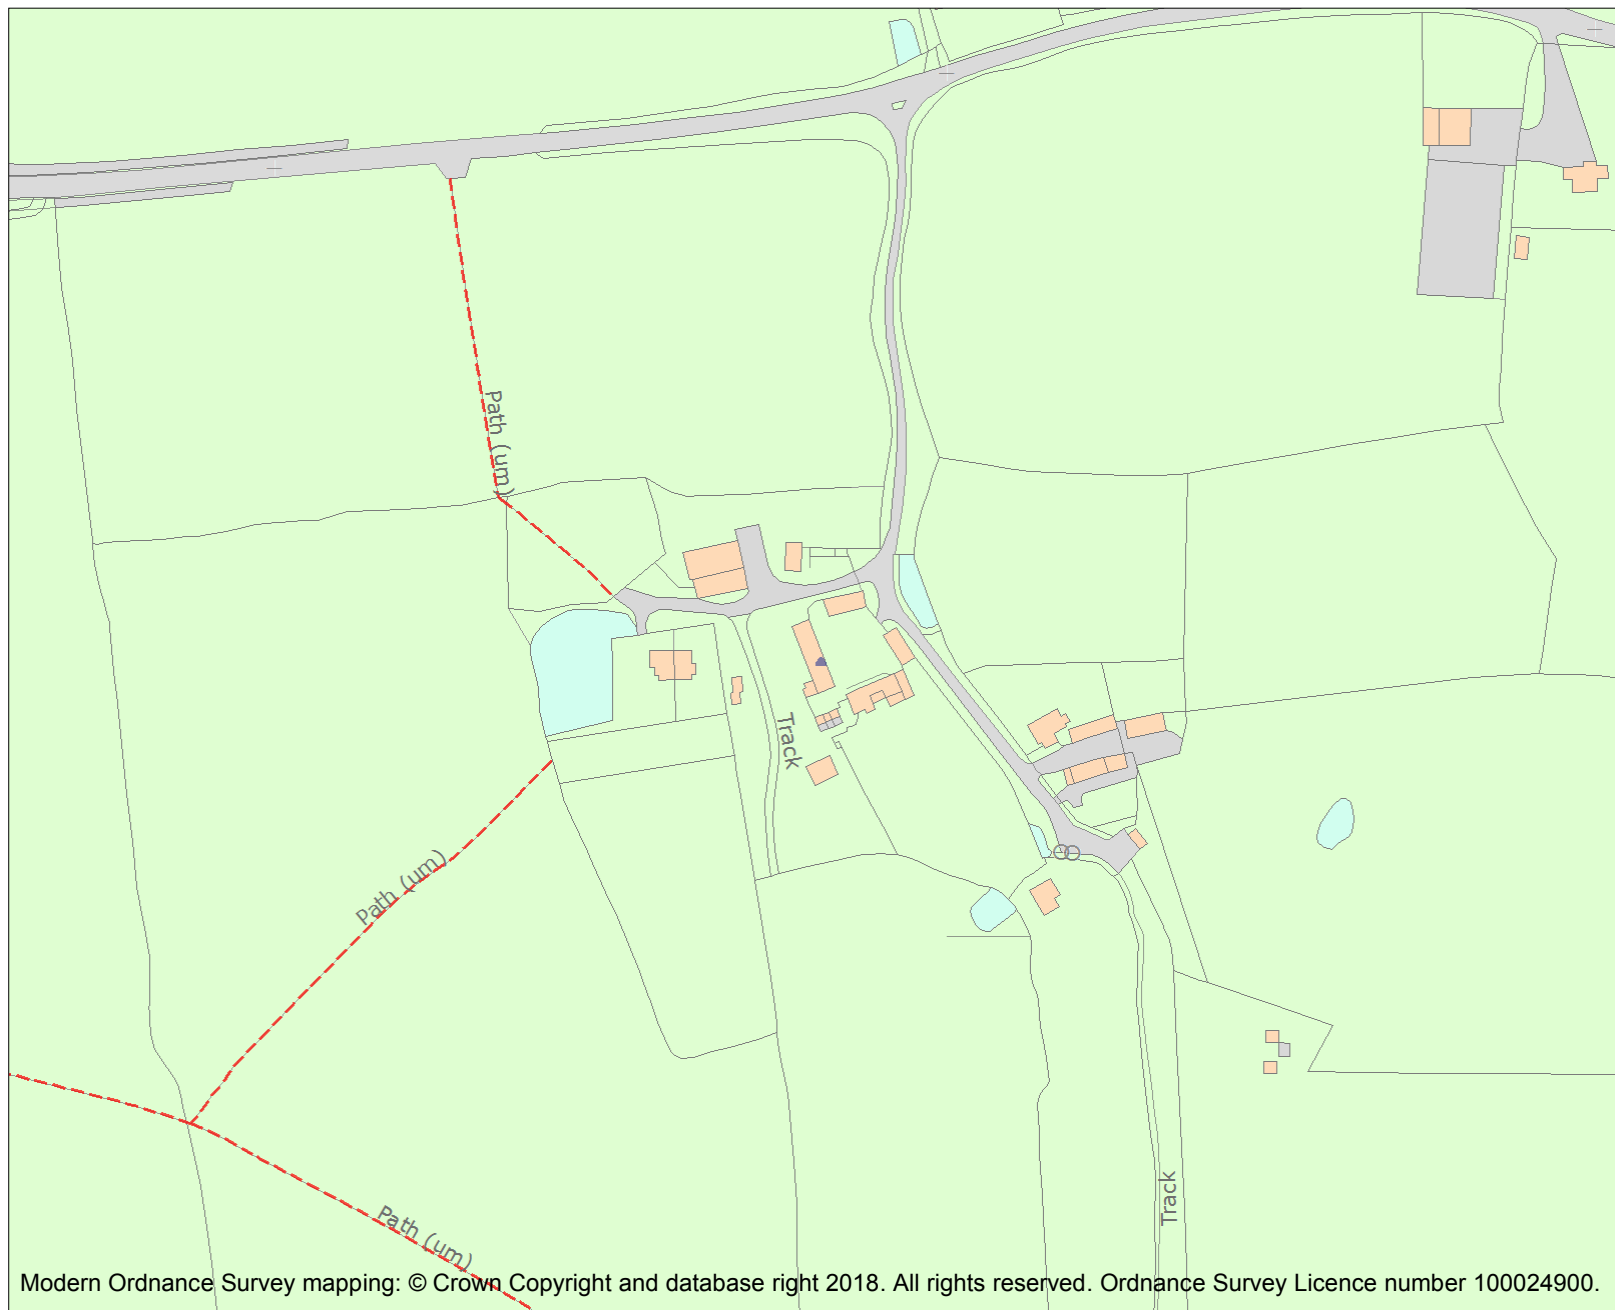 Path (um)
Track
Path (um)
Track
Path (um)
Modern Ordnance Survey mapping: © Crown Copyright and database right 2018. All rights reserved. Ordnance Survey Licence number 100024900.